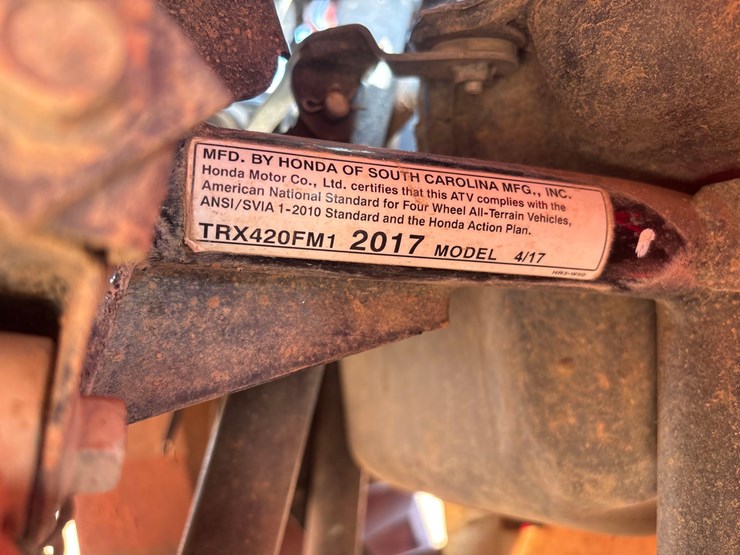 MFD. BY HONDA OF SOUTH CAROLINA MFG., INC.
Honda Motor Co., Ltd. certifies that this ATV complies with the
American National Standard for Four Wheel All-Terrain Vehicles,
ANSI/SVIA 1-2010 Standard and the Honda Action Plan.
TRX420FM1 2017 MODEL 4/17